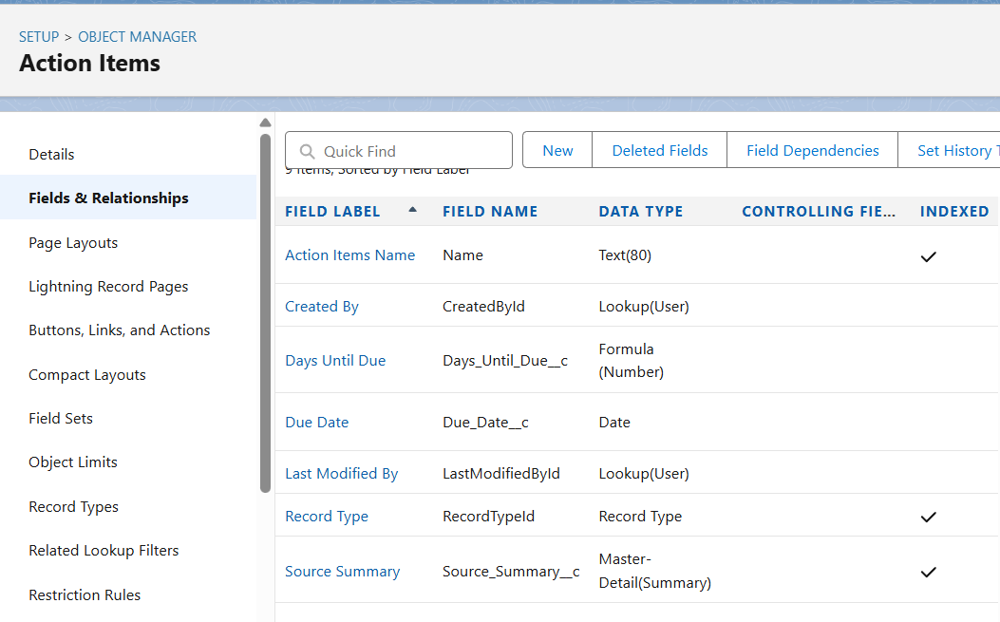 SETUP > OBJECT MANAGER
Action Items
Details
Fields & Relationships
Page Layouts
Lightning Record Pages
Buttons, Links, and Actions
Compact Layouts
Field Sets
Object Limits
Record Types
Related Lookup Filters
Restriction Rules
Quick Find
New
Deleted Fields
Field Dependencies
Set History T
9 Items, Sorted by Field Label
FIELD LABEL FIELD NAME DATA TYPE CONTROLLING FIE... INDEXED
Action Items Name Name Text(80)
Created By CreatedById Lookup(User)
Days Until Due Days_Until_Due__c Formula
(Number)
Due Date Due_Date__c Date
Last Modified By LastModifiedById Lookup(User)
Record Type RecordTypeId Record Type
Source Summary Source_Summary__c Master-
Detail(Summary)